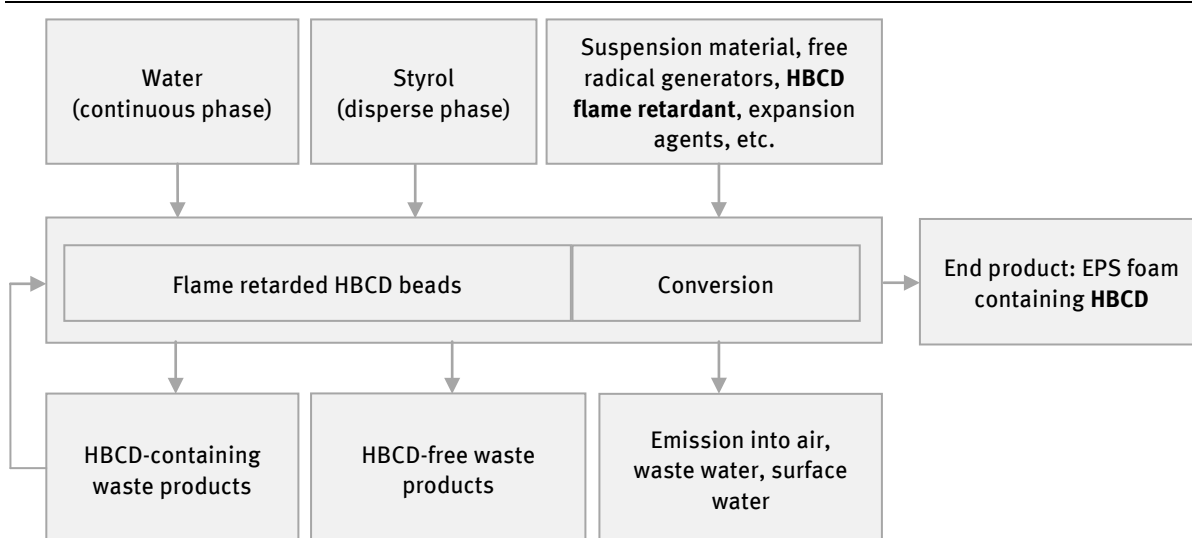 Water
(continuous phase)
Styrol
(disperse phase)
Suspension material, free
radical generators, HBCD
flame retardant, expansion
agents, etc.
Flame retarded HBCD beads
Conversion
End product: EPS foam
containing HBCD
HBCD-containing
waste products
HBCD-free waste
products
Emission into air,
waste water, surface
water